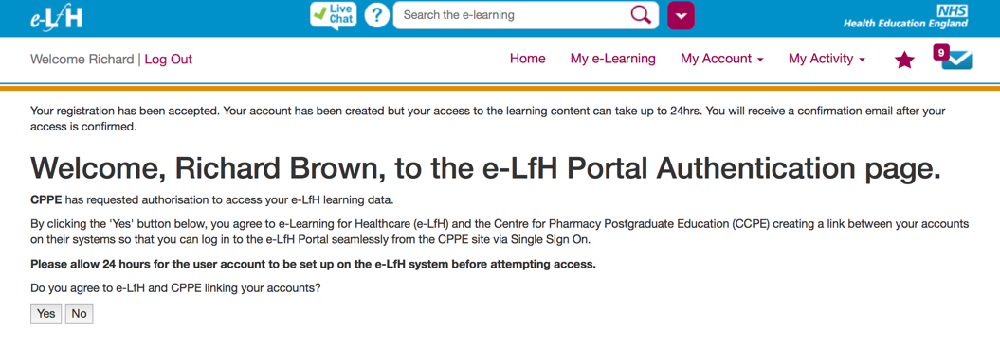 e-LfH
Live Chat
?
Search the e-learning
NHS
Health Education England
Welcome Richard | Log Out
Home
My e-Learning
My Account
My Activity
9
Your registration has been accepted. Your account has been created but your access to the learning content can take up to 24hrs. You will receive a confirmation email after your
access is confirmed.
Welcome, Richard Brown, to the e-LfH Portal Authentication page.
CPPE has requested authorisation to access your e-LfH learning data.
By clicking the 'Yes' button below, you agree to e-Learning for Healthcare (e-LfH) and the Centre for Pharmacy Postgraduate Education (CCPE) creating a link between your accounts
on their systems so that you can log in to the e-LfH Portal seamlessly from the CPPE site via Single Sign On.
Please allow 24 hours for the user account to be set up on the e-LfH system before attempting access.
Do you agree to e-LfH and CPPE linking your accounts?
Yes No